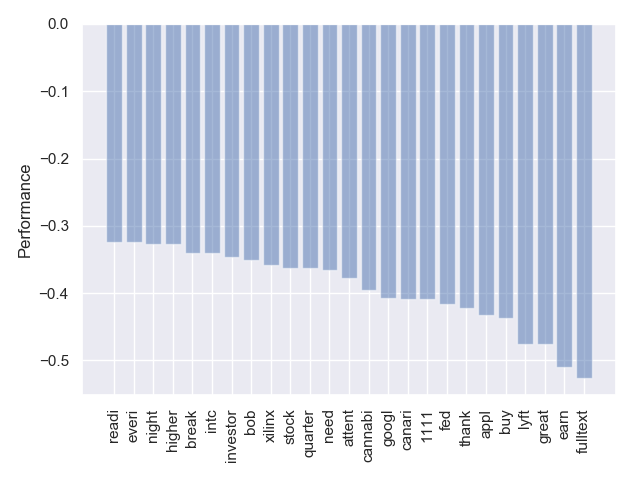 0.0
−0.1
−0.2
−0.3
−0.4
−0.5
Performance
readi
everi
night
higher
break
intc
investor
bob
xilinx
stock
quarter
need
attent
cannabi
googl
canari
1111
fed
thank
appl
buy
lyft
great
earn
fulltext